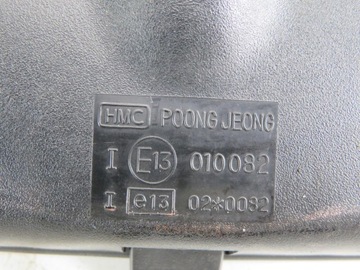 HMC POONG JEONG
I E13 010082
I e13 02*0082